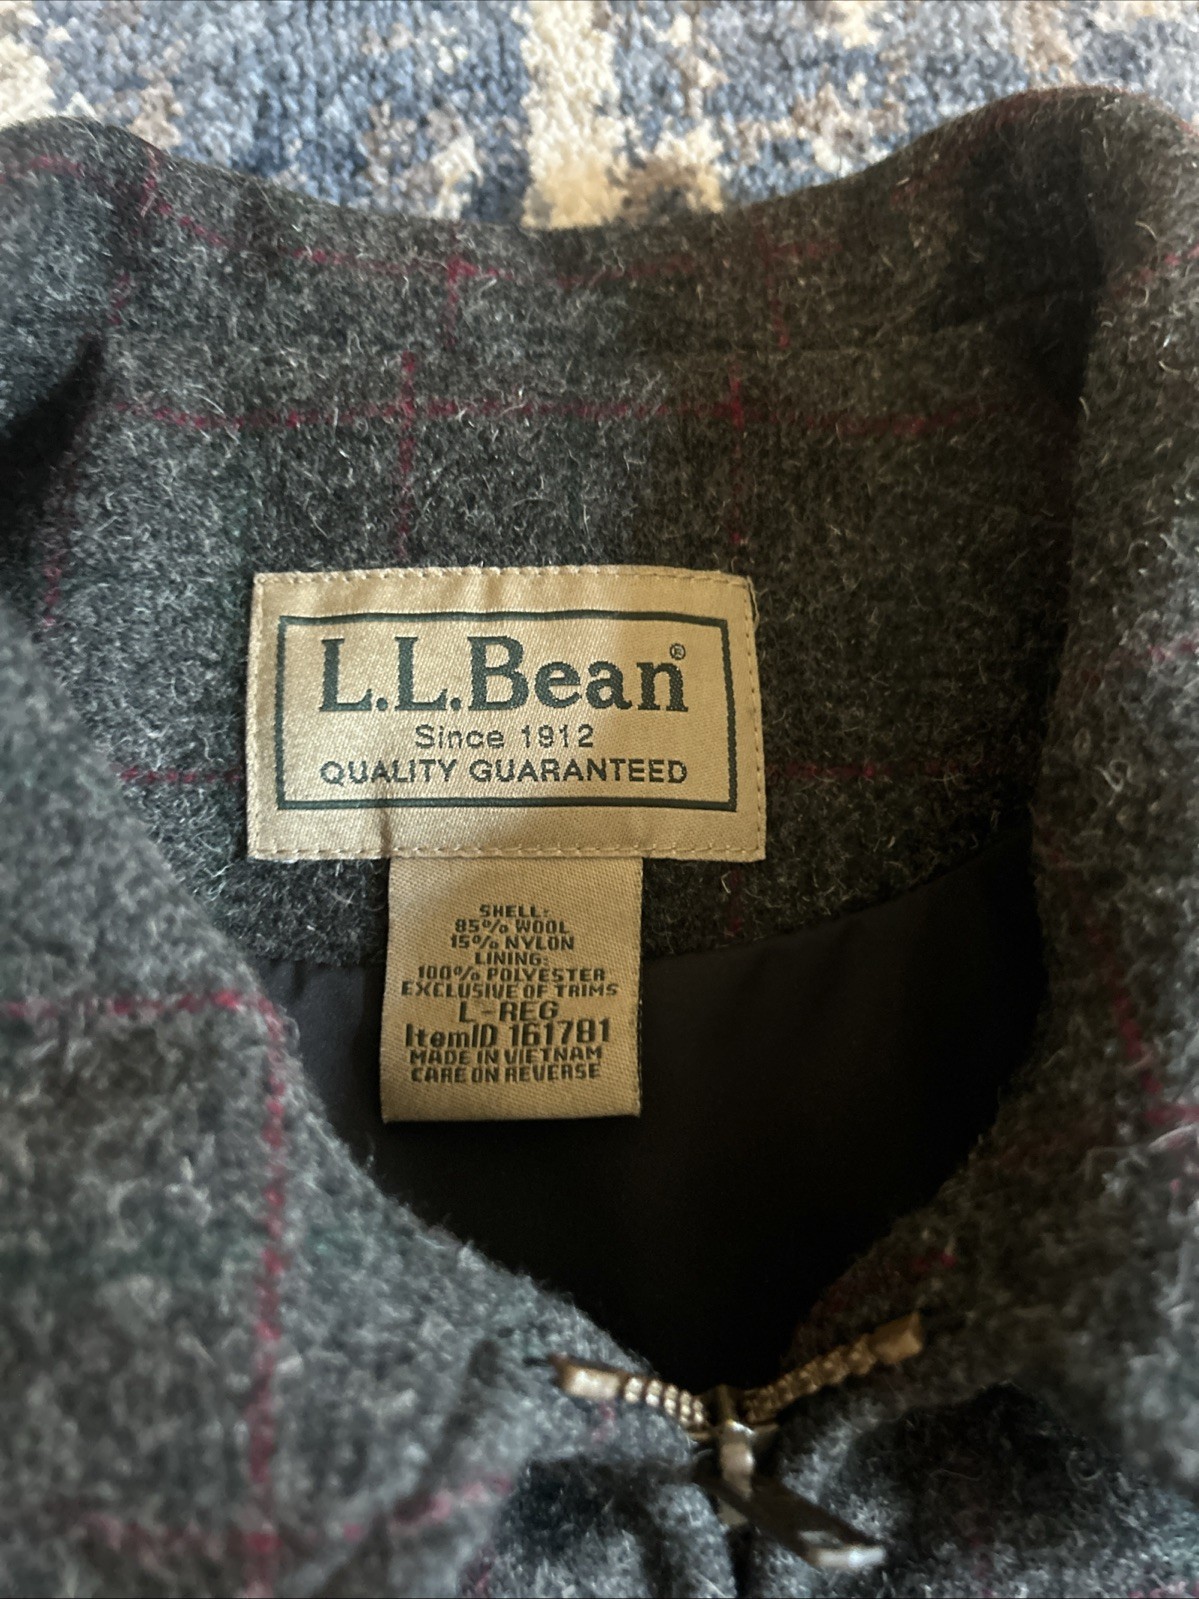 L.L.Bean®
Since 1912
QUALITY GUARANTEED
SHELL:
85% WOOL
15% NYLON
LINING:
100% POLYESTER
EXCLUSIVE OF TRIMS
L-REG
ItemID 161781
MADE IN VIETNAM
CARE ON REVERSE